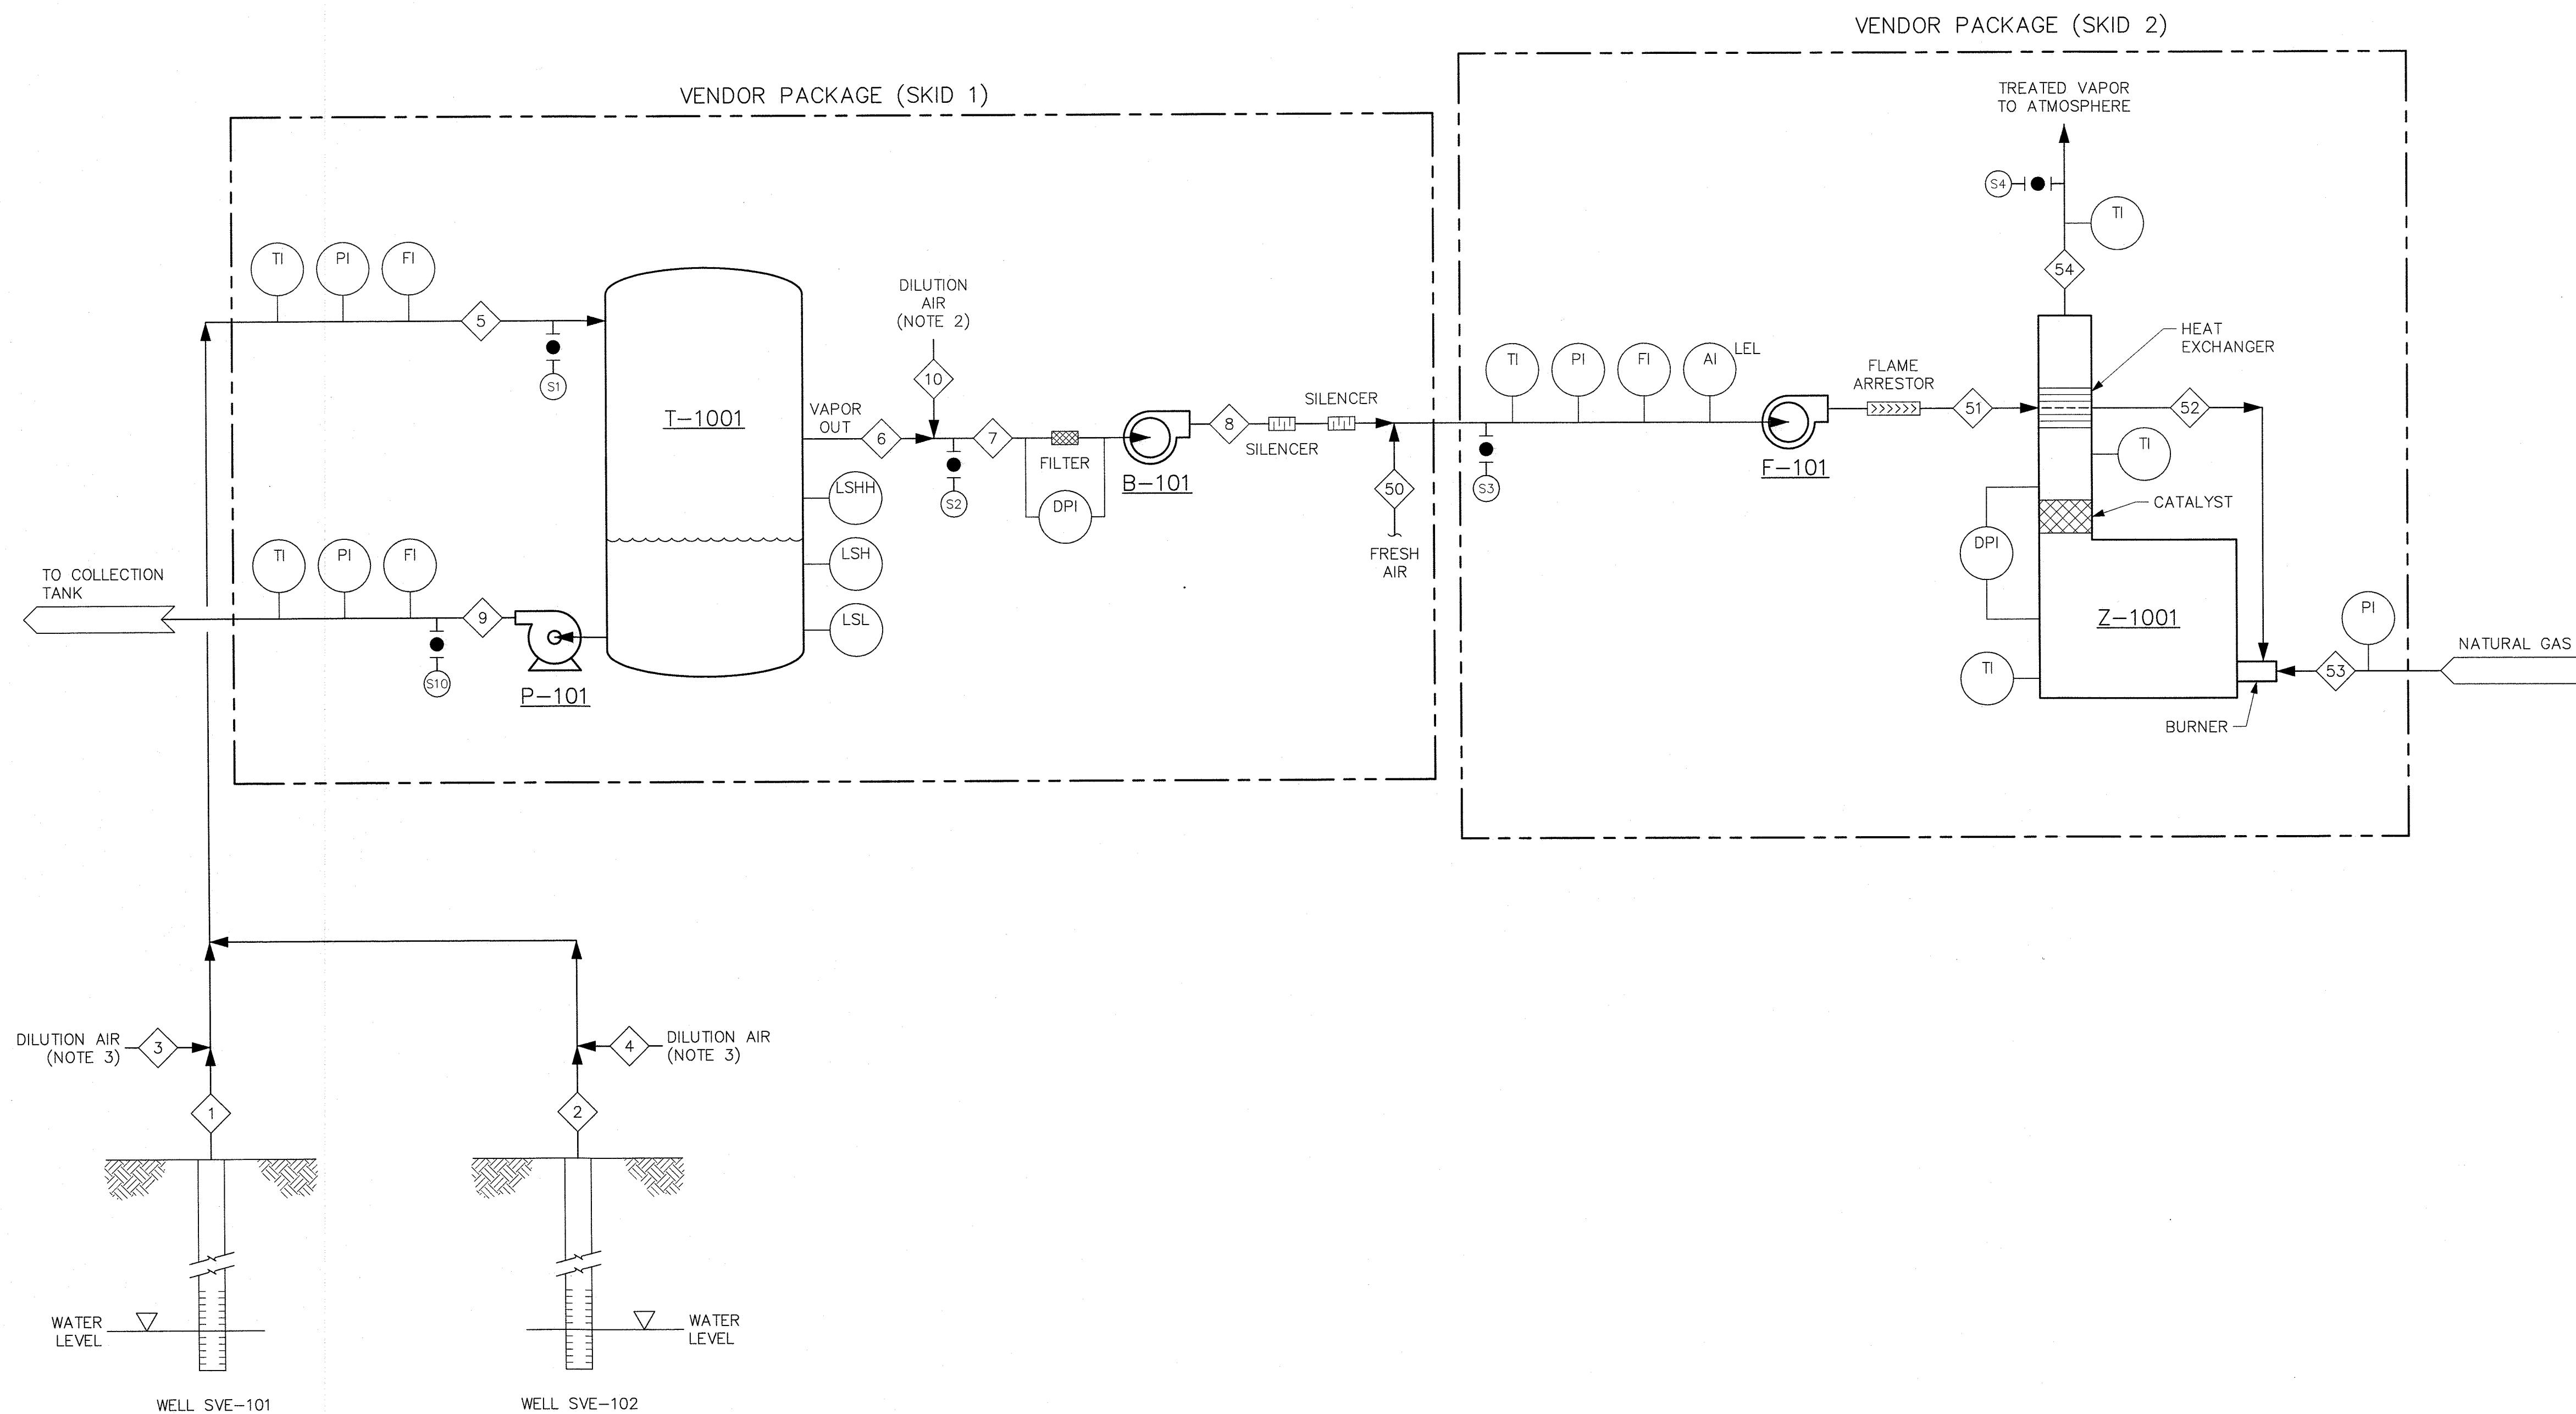 VENDOR PACKAGE (SKID 2)
VENDOR PACKAGE (SKID 1)
TREATED VAPOR
TO ATMOSPHERE
S4
TI
54
TI
PI
FI
5
S1
T-1001
DILUTION
AIR
(NOTE 2)
10
VAPOR
OUT
6
7
S2
FILTER
DPI
B-101
8
SILENCER
SILENCER
50
FRESH
AIR
LSHH
LSH
LSL
TI
PI
FI
AI
LEL
S3
F-101
FLAME
ARRESTOR
51
HEAT
EXCHANGER
52
TI
CATALYST
DPI
Z-1001
TI
BURNER
53
PI
NATURAL GAS
TO COLLECTION
TANK
TI
PI
FI
9
S10
P-101
DILUTION AIR
(NOTE 3)
3
4
DILUTION AIR
(NOTE 3)
1
2
WATER
LEVEL
WATER
LEVEL
WELL SVE-101
WELL SVE-102